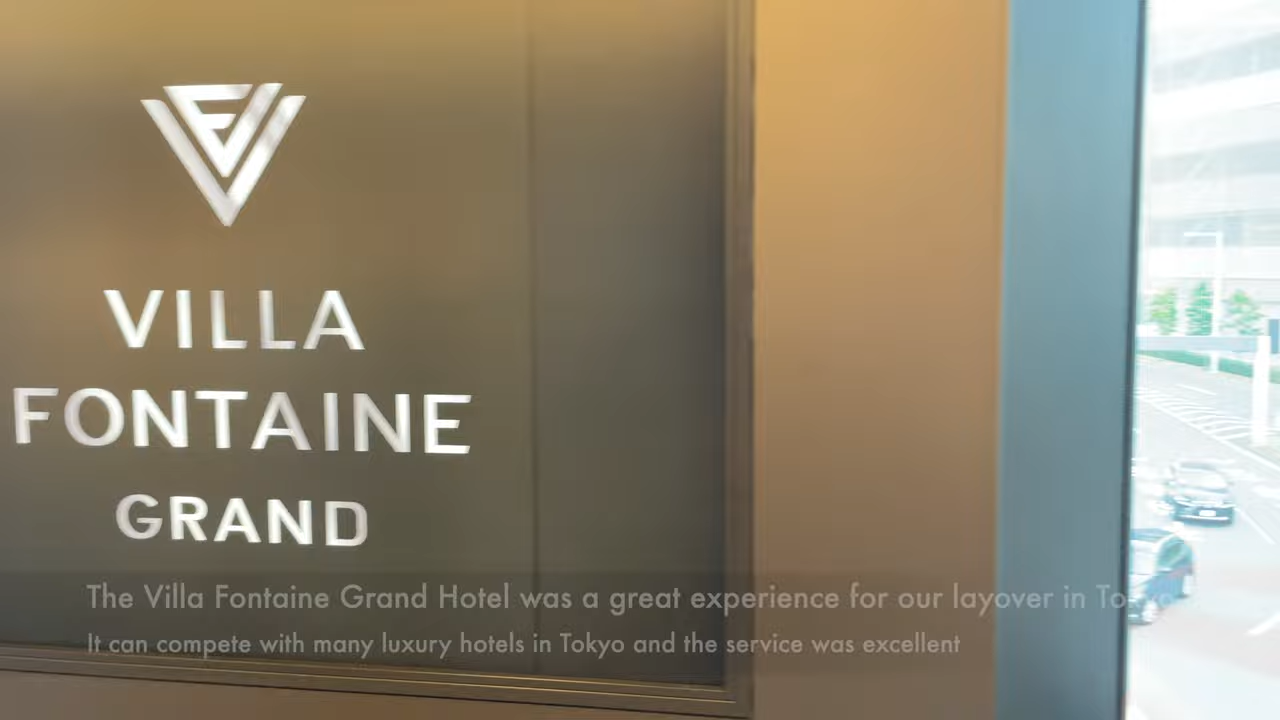 VILLA
FONTAINE
GRAND
The Villa Fontaine Grand Hotel was a great experience for our layover in Tokyo
It can compete with many luxury hotels in Tokyo and the service was excellent